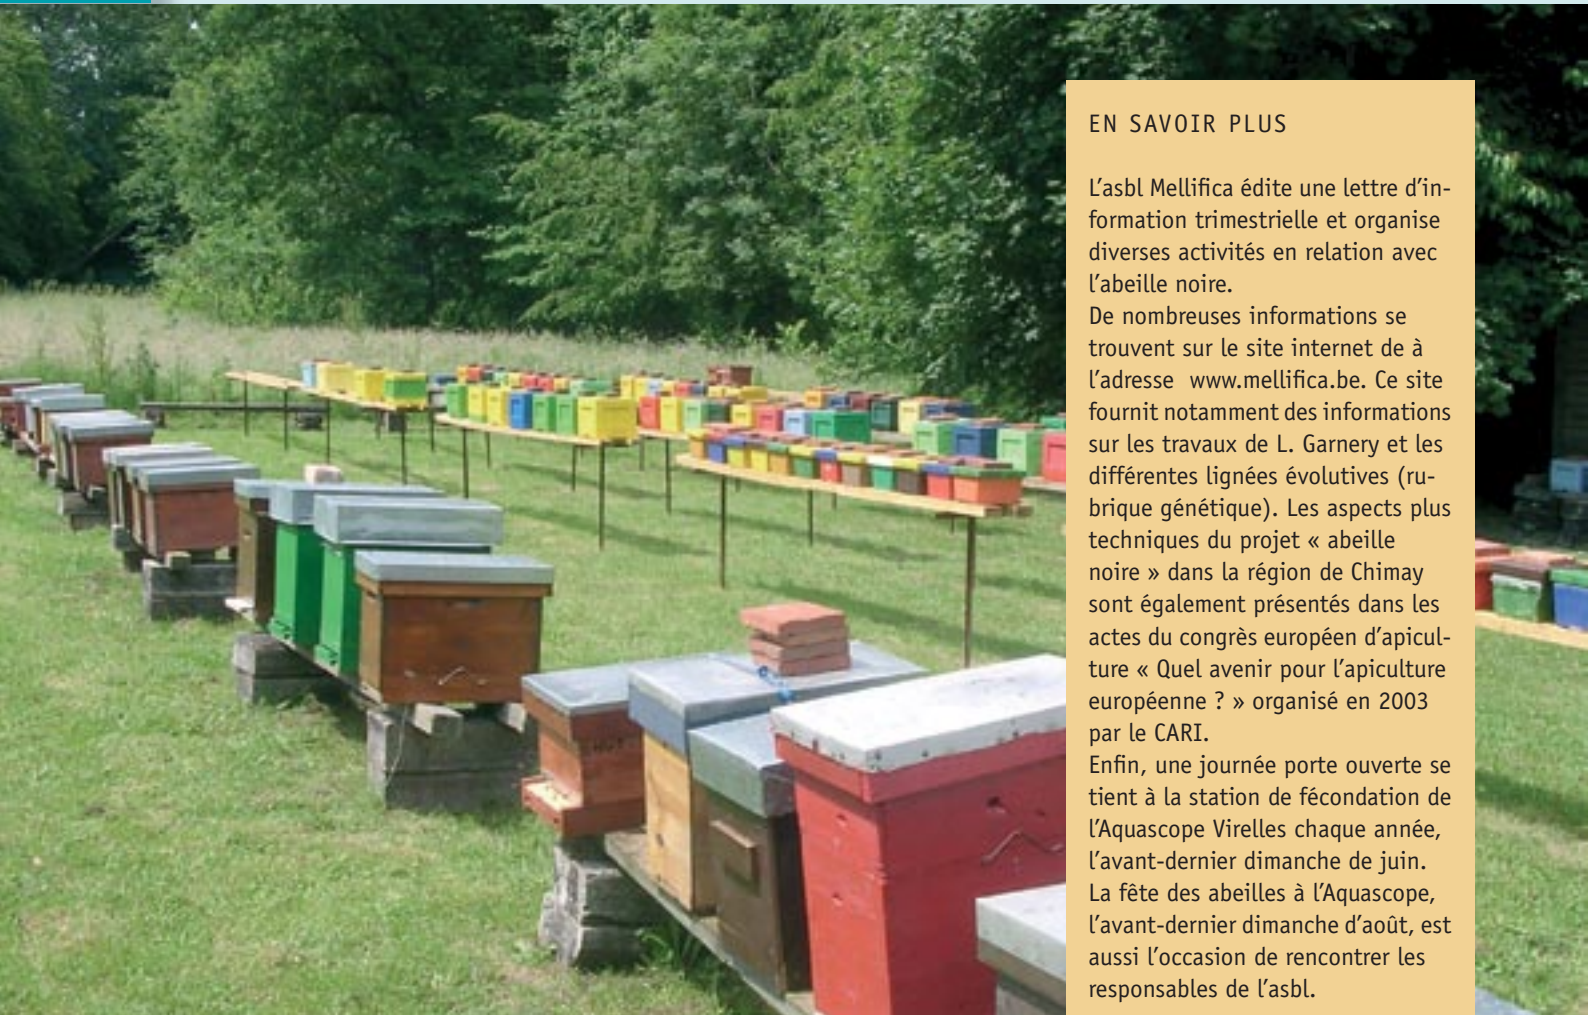 EN SAVOIR PLUS
L'asbl Mellifica édite une lettre d'in-
formation trimestrielle et organise
diverses activités en relation avec
l'abeille noire.
De nombreuses informations se
trouvent sur le site internet de à
l'adresse www.mellifica.be. Ce site
fournit notamment des informations
sur les travaux de L. Garnery et les
différentes lignées évolutives (ru-
brique génétique). Les aspects plus
techniques du projet « abeille
noire » dans la région de Chimay
sont également présentés dans les
actes du congrès européen d'apicul-
ture « Quel avenir pour l'apiculture
européenne ? » organisé en 2003
par le CARI.
Enfin, une journée porte ouverte se
tient à la station de fécondation de
l'Aquascope Virelles chaque année,
l'avant-dernier dimanche de juin.
La fête des abeilles à l'Aquascope,
l'avant-dernier dimanche d'août, est
aussi l'occasion de rencontrer les
responsables de l'asbl.